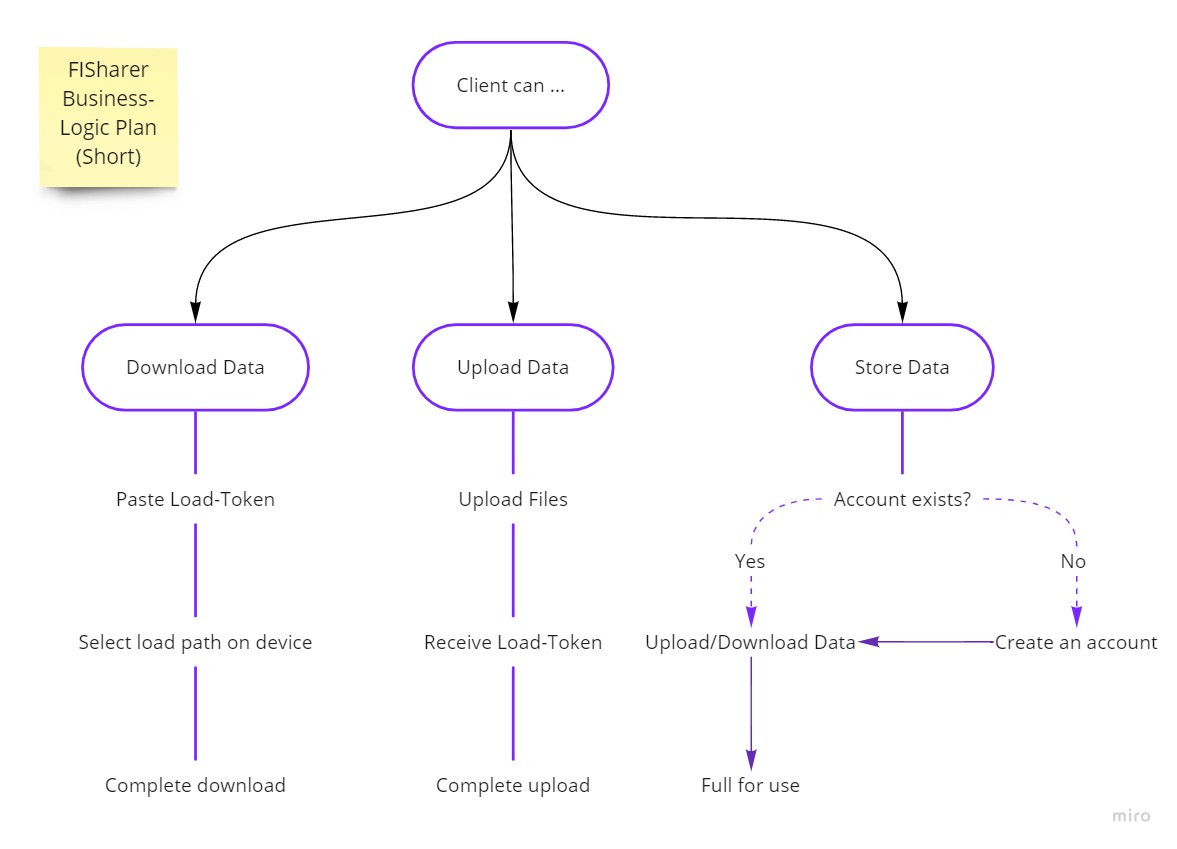 FISharer
Business-
Logic Plan
(Short)
Client can ...
Download Data
Upload Data
Store Data
Paste Load-Token
Upload Files
Account exists?
Yes
No
Select load path on device
Receive Load-Token
Upload/Download Data
Create an account
Complete download
Complete upload
Full for use
miro